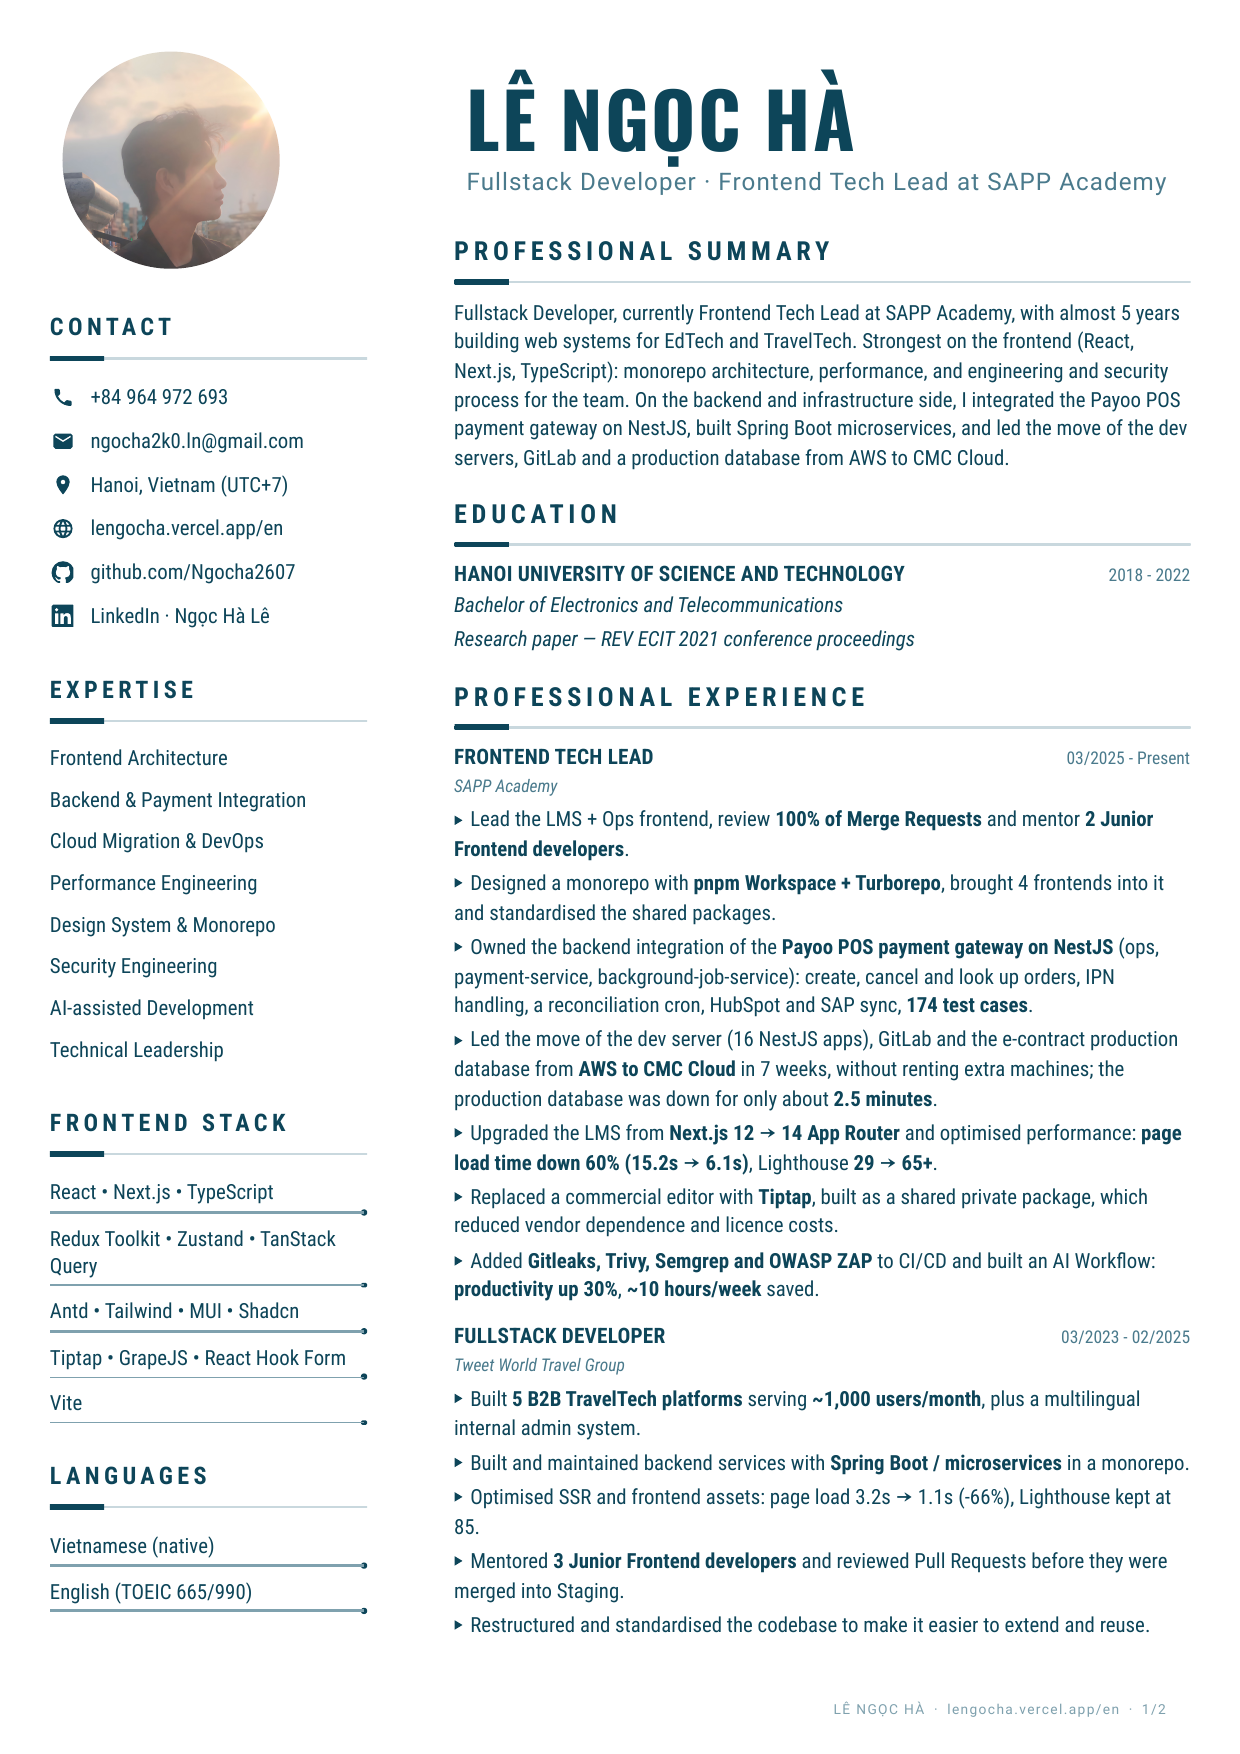 LÊ NGỌC HÀ
Fullstack Developer · Frontend Tech Lead at SAPP Academy
CONTACT
+84 964 972 693
ngocha2k0.ln@gmail.com
Hanoi, Vietnam (UTC+7)
lengocha.vercel.app/en
github.com/Ngocha2607
LinkedIn · Ngọc Hà Lê
EXPERTISE
Frontend Architecture
Backend & Payment Integration
Cloud Migration & DevOps
Performance Engineering
Design System & Monorepo
Security Engineering
AI-assisted Development
Technical Leadership
FRONTEND STACK
React • Next.js • TypeScript
Redux Toolkit • Zustand • TanStack
Query
Antd • Tailwind • MUI • Shadcn
Tiptap • GrapeJS • React Hook Form
Vite
LANGUAGES
Vietnamese (native)
English (TOEIC 665/990)
PROFESSIONAL SUMMARY
Fullstack Developer, currently Frontend Tech Lead at SAPP Academy, with almost 5 years
building web systems for EdTech and TravelTech. Strongest on the frontend (React,
Next.js, TypeScript): monorepo architecture, performance, and engineering and security
process for the team. On the backend and infrastructure side, I integrated the Payoo POS
payment gateway on NestJS, built Spring Boot microservices, and led the move of the dev
servers, GitLab and a production database from AWS to CMC Cloud.
EDUCATION
HANOI UNIVERSITY OF SCIENCE AND TECHNOLOGY 2018 - 2022
Bachelor of Electronics and Telecommunications
Research paper — REV ECIT 2021 conference proceedings
PROFESSIONAL EXPERIENCE
FRONTEND TECH LEAD 03/2025 - Present
SAPP Academy
▸ Lead the LMS + Ops frontend, review 100% of Merge Requests and mentor 2 Junior
Frontend developers.
▸ Designed a monorepo with pnpm Workspace + Turborepo, brought 4 frontends into it
and standardised the shared packages.
▸ Owned the backend integration of the Payoo POS payment gateway on NestJS (ops,
payment-service, background-job-service): create, cancel and look up orders, IPN
handling, a reconciliation cron, HubSpot and SAP sync, 174 test cases.
▸ Led the move of the dev server (16 NestJS apps), GitLab and the e-contract production
database from AWS to CMC Cloud in 7 weeks, without renting extra machines; the
production database was down for only about 2.5 minutes.
▸ Upgraded the LMS from Next.js 12 → 14 App Router and optimised performance: page
load time down 60% (15.2s → 6.1s), Lighthouse 29 → 65+.
▸ Replaced a commercial editor with Tiptap, built as a shared private package, which
reduced vendor dependence and licence costs.
▸ Added Gitleaks, Trivy, Semgrep and OWASP ZAP to CI/CD and built an AI Workflow:
productivity up 30%, ~10 hours/week saved.
FULLSTACK DEVELOPER 03/2023 - 02/2025
Tweet World Travel Group
▸ Built 5 B2B TravelTech platforms serving ~1,000 users/month, plus a multilingual
internal admin system.
▸ Built and maintained backend services with Spring Boot / microservices in a monorepo.
▸ Optimised SSR and frontend assets: page load 3.2s → 1.1s (-66%), Lighthouse kept at
85.
▸ Mentored 3 Junior Frontend developers and reviewed Pull Requests before they were
merged into Staging.
▸ Restructured and standardised the codebase to make it easier to extend and reuse.
LÊ NGỌC HÀ · lengocha.vercel.app/en · 1/2